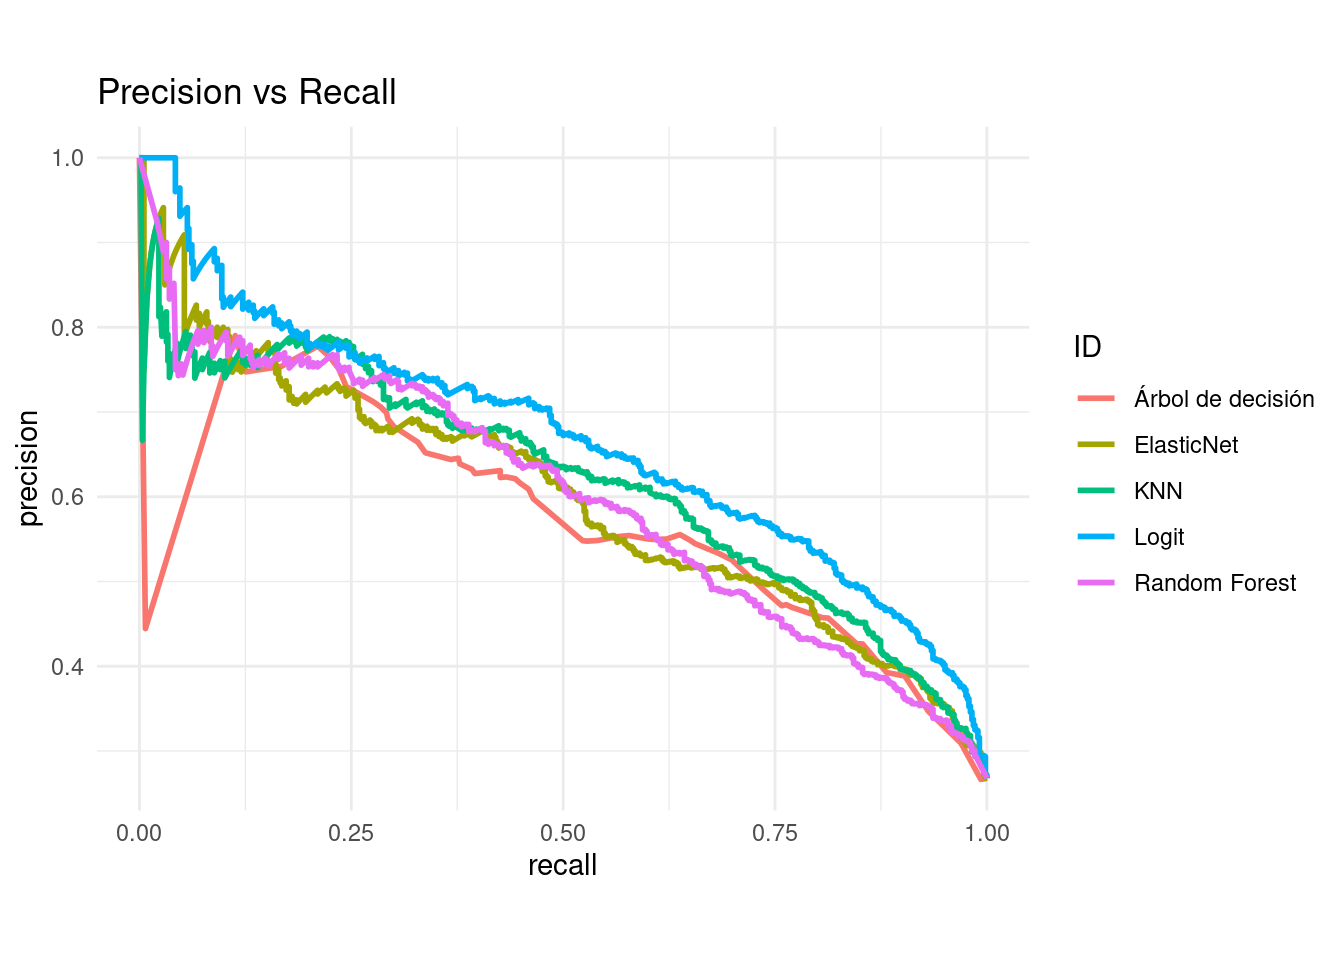 Precision vs Recall
1.0
0.8
0.6
0.4
precision
0.00 0.25 0.50 0.75 1.00
recall
ID
Árbol de decisión
ElasticNet
KNN
Logit
Random Forest